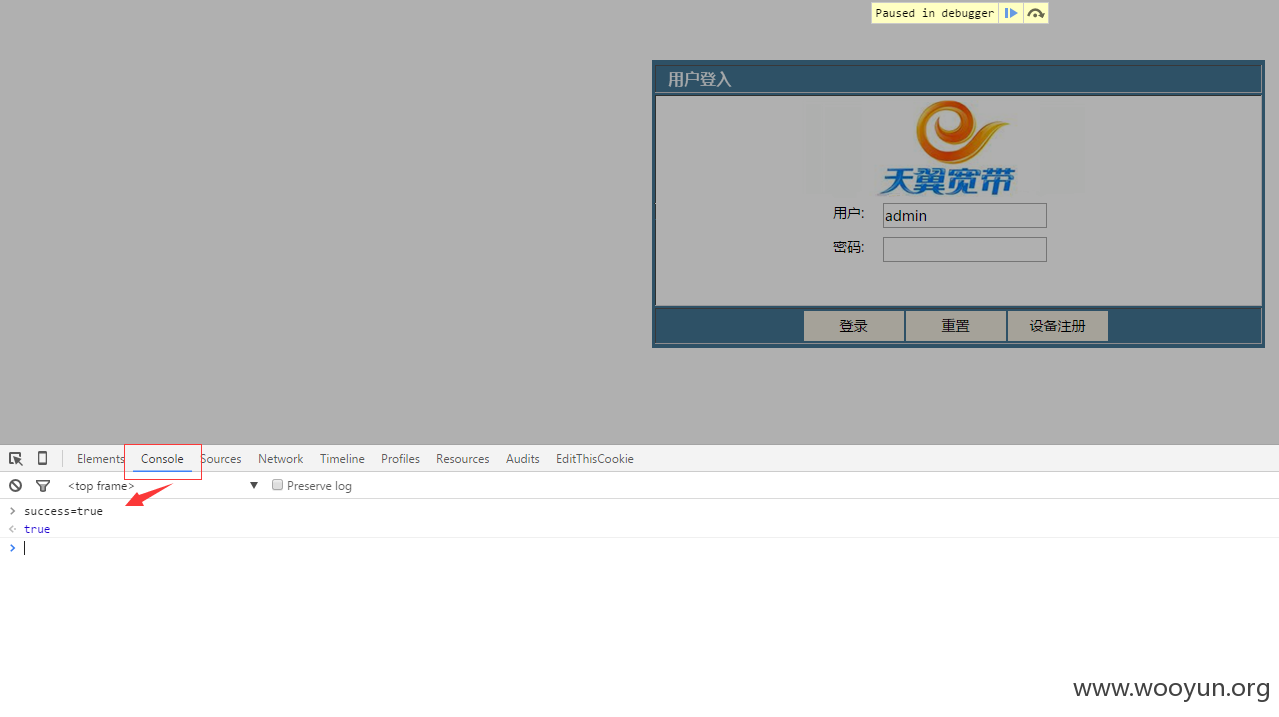 Paused in debugger
用户登入
天翼宽带
用户: admin
密码:
登录 重置 设备注册
Elements Console Sources Network Timeline Profiles Resources Audits EditThisCookie
<top frame> Preserve log
success=true
true
www.wooyun.org